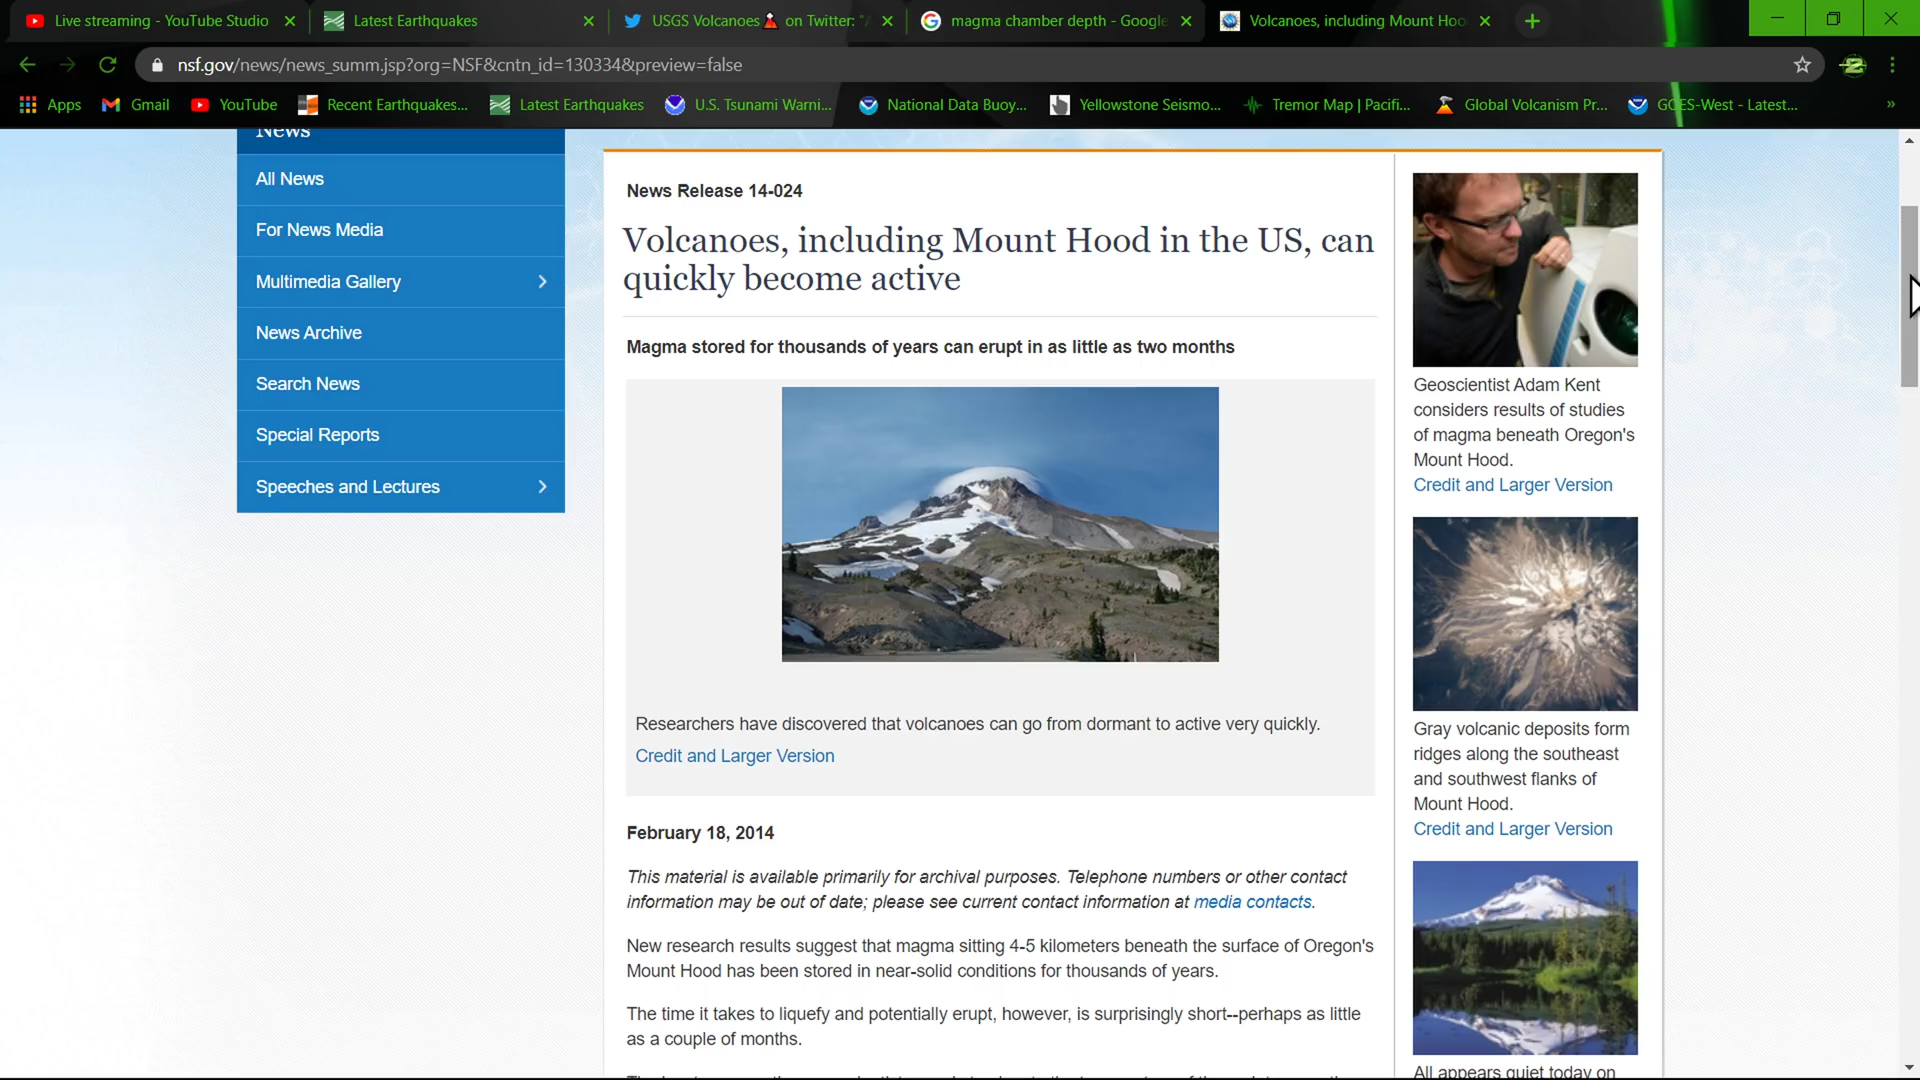 Live streaming - YouTube Studio
Latest Earthquakes
USGS Volcanoes on Twitter: "
magma chamber depth - Google
Volcanoes, including Mount Hoo
nsf.gov/news/news_summ.jsp?org=NSF&cntn_id=130334&preview=false
Apps Gmail YouTube Recent Earthquakes... Latest Earthquakes U.S. Tsunami Warni... National Data Buoy... Yellowstone Seismo... Tremor Map | Pacifi... Global Volcanism Pr... GOES-West - Latest... »
News
All News
For News Media
Multimedia Gallery
News Archive
Search News
Special Reports
Speeches and Lectures
News Release 14-024
Volcanoes, including Mount Hood in the US, can
quickly become active
Magma stored for thousands of years can erupt in as little as two months
Researchers have discovered that volcanoes can go from dormant to active very quickly.
Credit and Larger Version
February 18, 2014
This material is available primarily for archival purposes. Telephone numbers or other contact
information may be out of date; please see current contact information at media contacts.
New research results suggest that magma sitting 4-5 kilometers beneath the surface of Oregon's
Mount Hood has been stored in near-solid conditions for thousands of years.
The time it takes to liquefy and potentially erupt, however, is surprisingly short--perhaps as little
as a couple of months.
Geoscientist Adam Kent
considers results of studies
of magma beneath Oregon's
Mount Hood.
Credit and Larger Version
Gray volcanic deposits form
ridges along the southeast
and southwest flanks of
Mount Hood.
Credit and Larger Version
All appears quiet today on